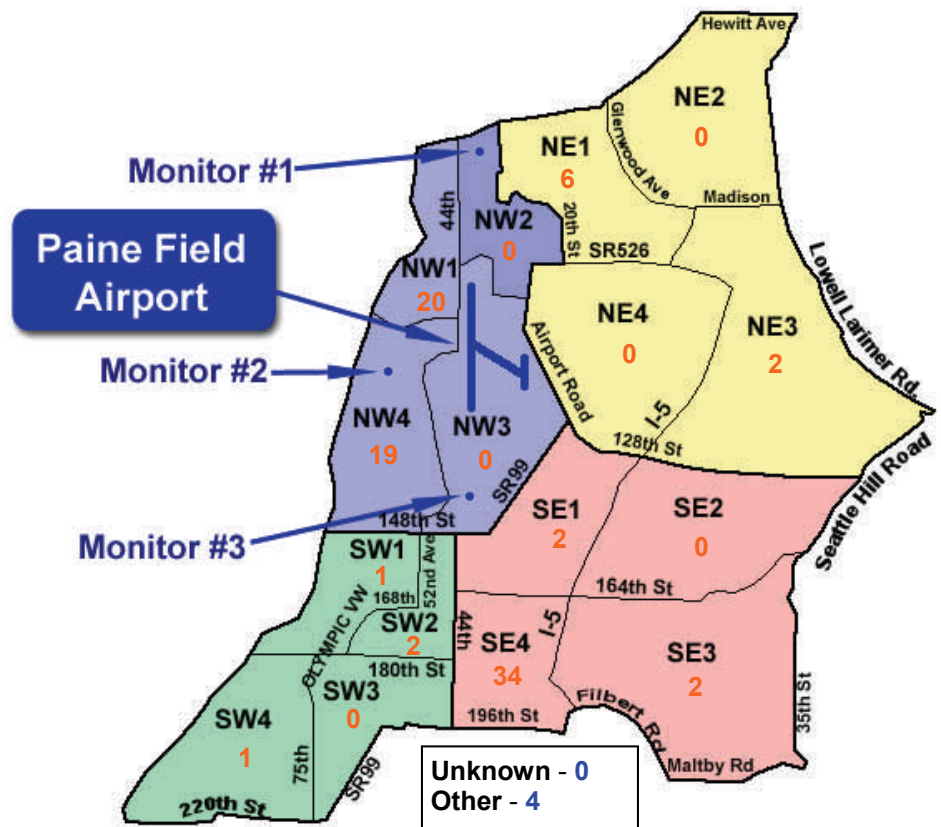 Hewitt Ave
NE2
0
Glenwood Ave
Madison
NE1
6
20th St
SR526
Monitor #1
44th
NW2
0
Paine Field
Airport
NW1
20
NE4
0
NE3
2
Lowell Larimer Rd.
Airport Road
Monitor #2
I-5
128th St
NW4
19
NW3
0
SR99
Seattle Hill Road
148th St
Monitor #3
SE1
2
SE2
0
164th St
SW1
1
168th
52nd Ave
OLYMPIC VW
SW2
2
180th St
44th
I-5
SE4
34
196th St
SE3
2
35th St
Filbert Rd
Maltby Rd
SW3
0
SW4
1
75th
SR99
220th St
Unknown - 0
Other - 4